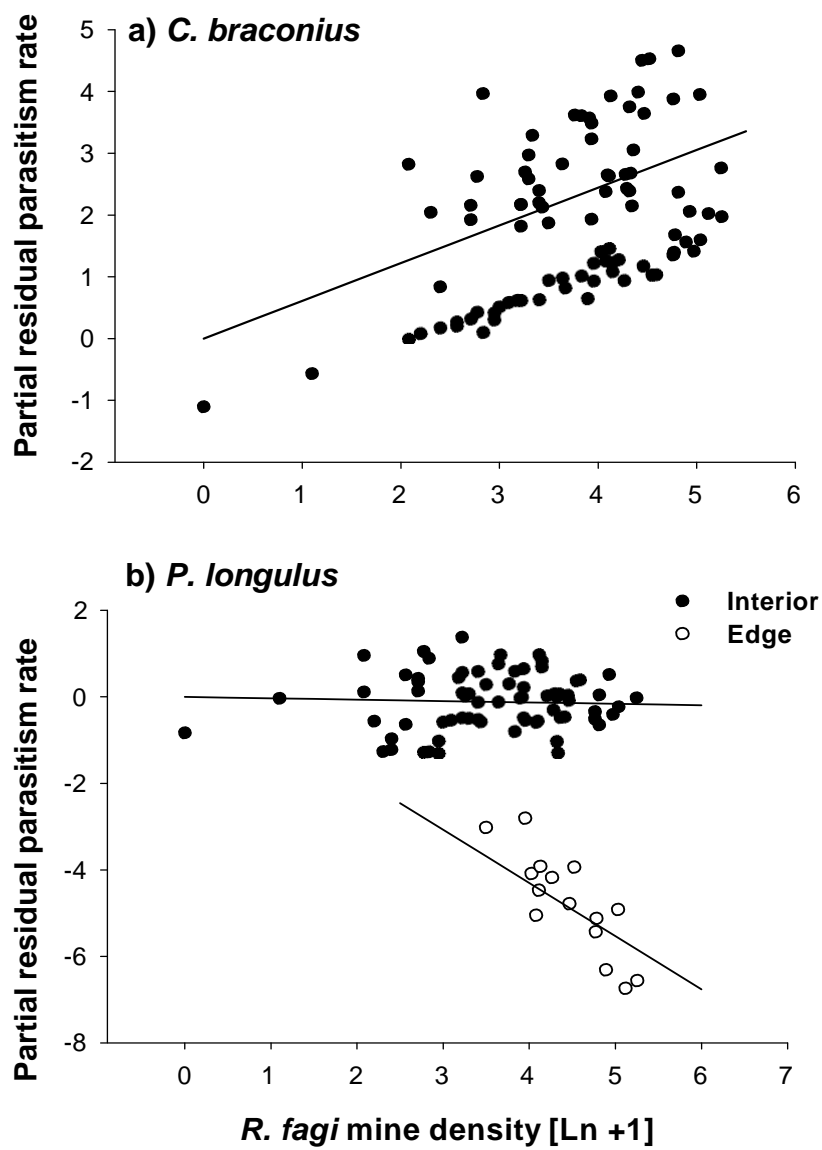 a) C. braconius
Partial residual parasitism rate
5
4
3
2
1
0
-1
-2
0 1 2 3 4 5 6
b) P. longulus
Interior
Edge
Partial residual parasitism rate
2
0
-2
-4
-6
-8
0 1 2 3 4 5 6 7
R. fagi mine density [Ln +1]